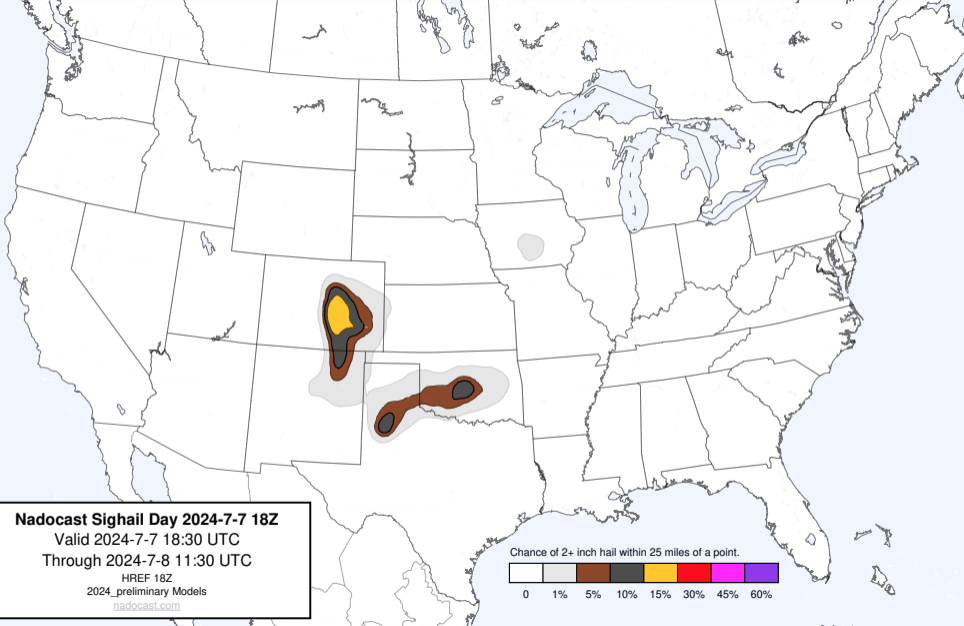 Nadocast Sighail Day 2024-7-7 18Z
Valid 2024-7-7 18:30 UTC
Through 2024-7-8 11:30 UTC
HREF 18Z
2024_preliminary Models
nadocast.com
Chance of 2+ inch hail within 25 miles of a point.
0 1% 5% 10% 15% 30% 45% 60%